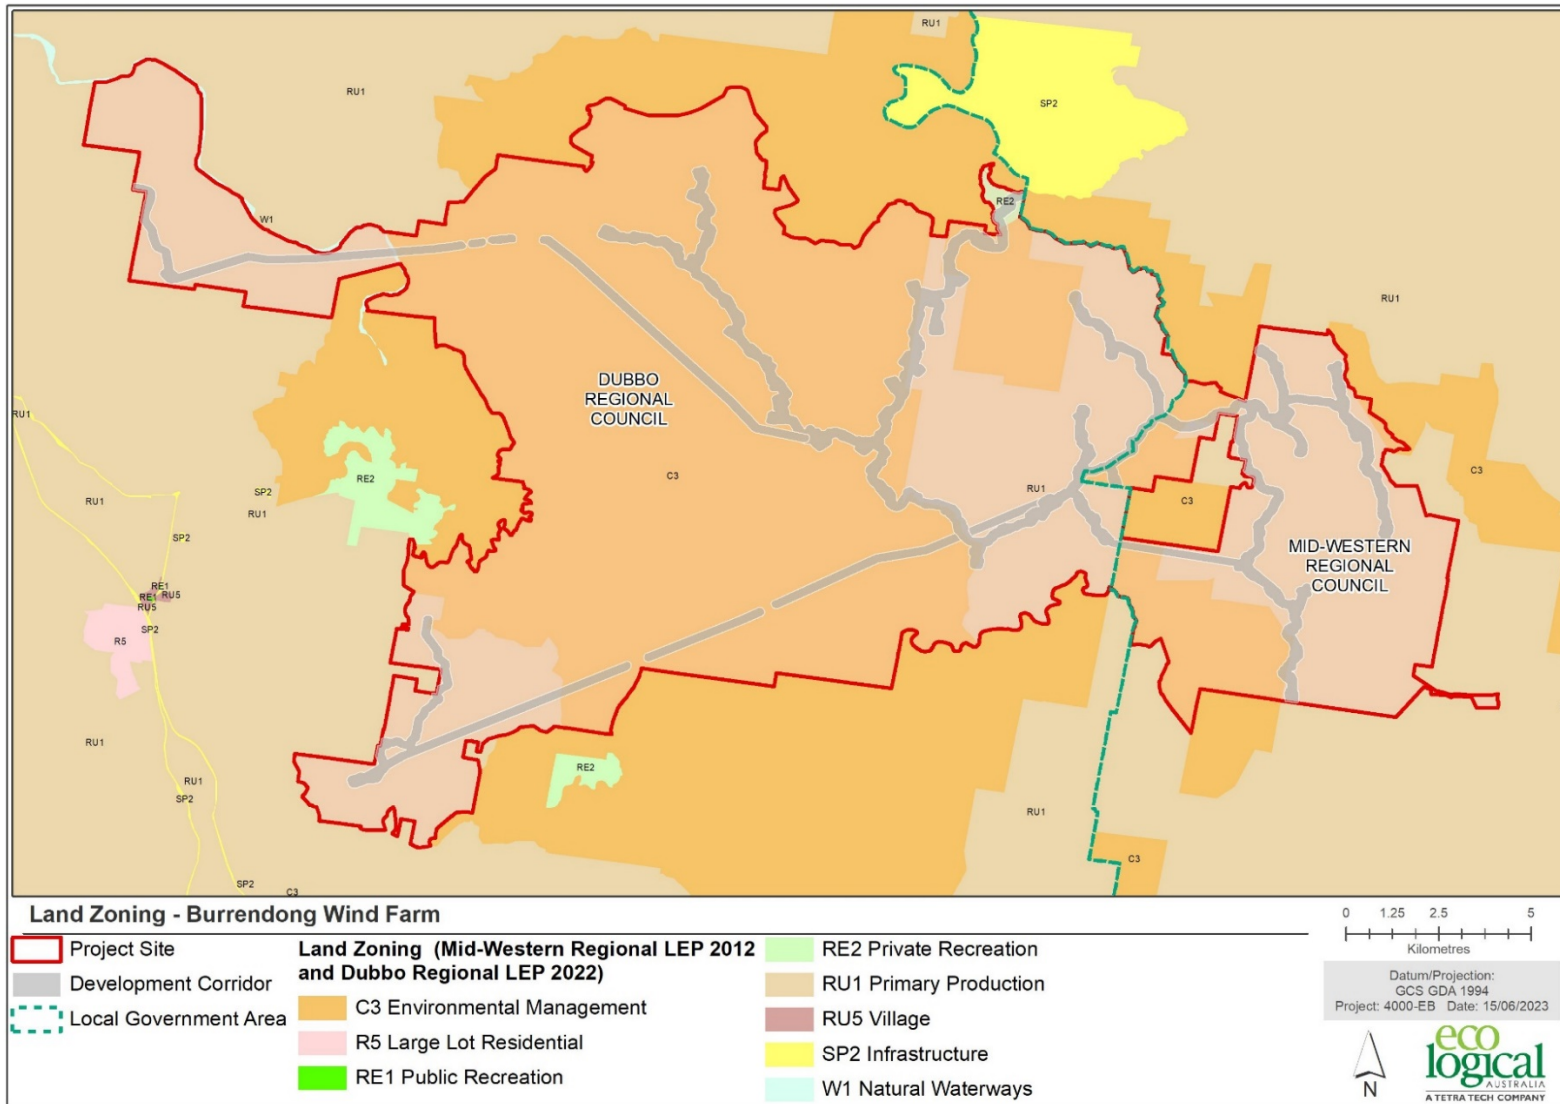 RU1
RU1
SP2
W1
RE2
RU1
DUBBO
REGIONAL
COUNCIL
RU1
C3
C3
RE2
SP2
RU1
RU1
RU1
C3
SP2
MID-WESTERN
REGIONAL
COUNCIL
RE1
RE1
RU5
RU5
SP2
R5
RU1
RE2
RU1
SP2
RU1
C3
SP2
C3
Land Zoning - Burrendong Wind Farm
Project Site
Development Corridor
Local Government Area
Land Zoning (Mid-Western Regional LEP 2012
and Dubbo Regional LEP 2022)
C3 Environmental Management
R5 Large Lot Residential
RE1 Public Recreation
RE2 Private Recreation
RU1 Primary Production
RU5 Village
SP2 Infrastructure
W1 Natural Waterways
0 1.25 2.5 5
Kilometres
Datum/Projection:
GCS GDA 1994
Project: 4000-EB Date: 15/06/2023
N
eco
logical
AUSTRALIA
A TETRA TECH COMPANY